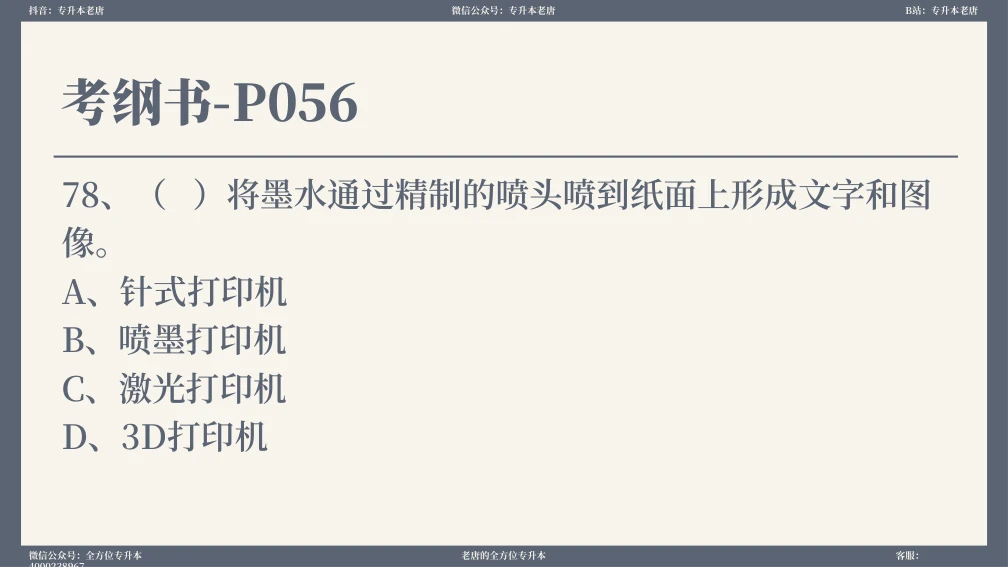 抖音：专升本老唐
微信公众号：专升本老唐
B站：专升本老唐
考纲书-P056
78、（ ）将墨水通过精制的喷头喷到纸面上形成文字和图
像。
A、针式打印机
B、喷墨打印机
C、激光打印机
D、3D打印机
微信公众号：全方位专升本
老唐的全方位专升本
客服：
4000238967